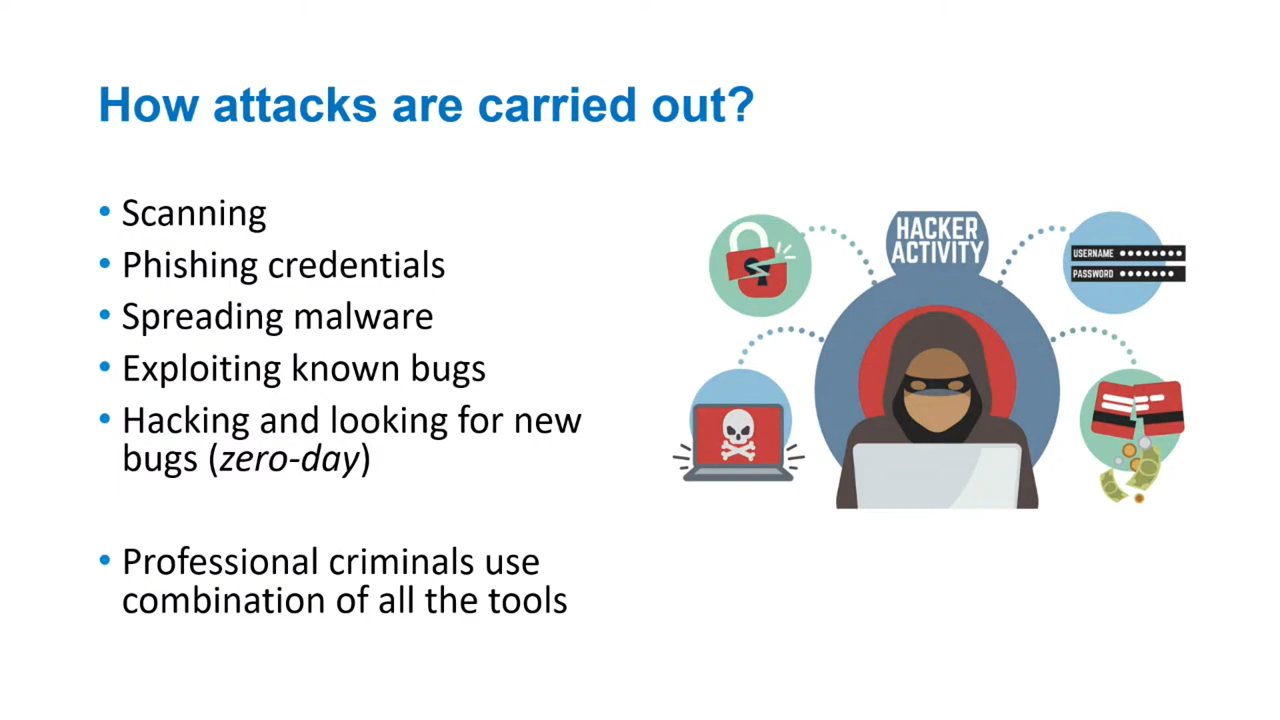 How attacks are carried out?
• Scanning
• Phishing credentials
• Spreading malware
• Exploiting known bugs
• Hacking and looking for new
bugs (zero-day)
• Professional criminals use
combination of all the tools
HACKER
ACTIVITY
USERNAME ●●●●●●●●
PASSWORD ●●●●●●●